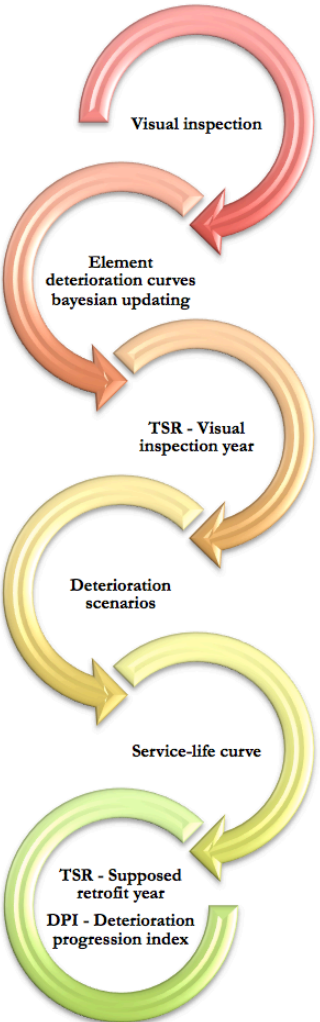 Visual inspection
Element
deterioration curves
bayesian updating
TSR - Visual
inspection year
Deterioration
scenarios
Service-life curve
TSR - Supposed
retrofit year
DPI - Deterioration
progression index